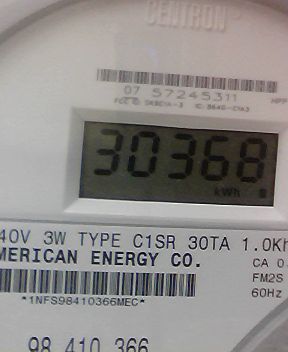 CENTRON
07 57245311
30368
kWh
40V 3W TYPE C1SR 30TA 1.0Kh
MERICAN ENERGY CO.
CA 0.
FM2S
60Hz
*1NFS98410366MEC*
98 410 366